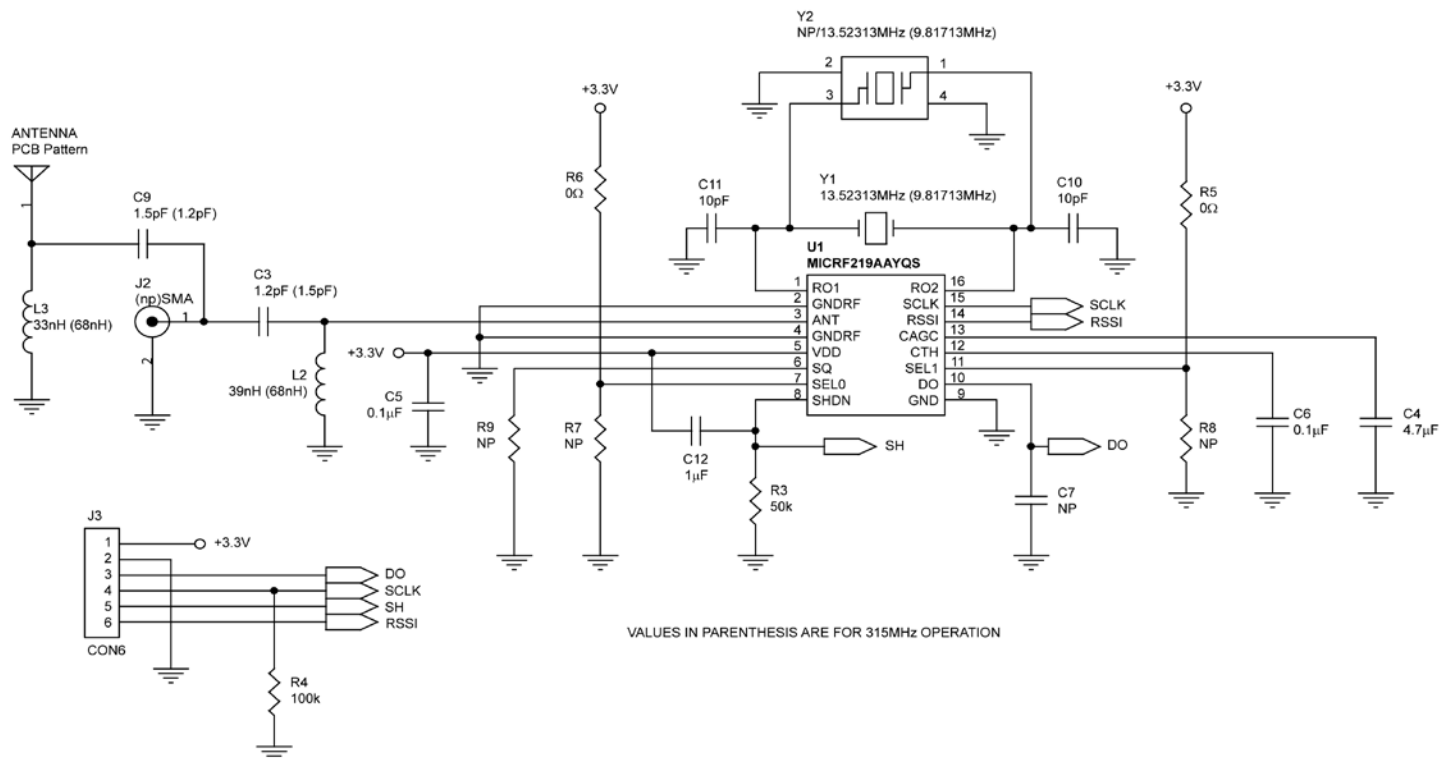 Y2
NP/13.52313MHz (9.81713MHz)
2
1
3
4
+3.3V
+3.3V
ANTENNA
PCB Pattern
1
C9
1.5pF (1.2pF)
R6
0Ω
C11
10pF
Y1
13.52313MHz (9.81713MHz)
C10
10pF
R5
0Ω
U1
MICRF219AAYQS
L3
33nH (68nH)
J2
(np)SMA
1
2
C3
1.2pF (1.5pF)
1 RO1 RO2 16
2 GNDRF SCLK 15 SCLK
3 ANT RSSI 14 RSSI
4 GNDRF CAGC 13
+3.3V 5 VDD CTH 12
6 SQ SEL1 11
7 SEL0 DO 10
8 SHDN GND 9
L2
39nH (68nH)
C5
0.1µF
R9
NP
R7
NP
C12
1µF
SH
R3
50k
DO
C7
NP
R8
NP
C6
0.1µF
C4
4.7µF
J3
1 +3.3V
2
3 DO
4 SCLK
5 SH
6 RSSI
CON6
R4
100k
VALUES IN PARENTHESIS ARE FOR 315MHz OPERATION